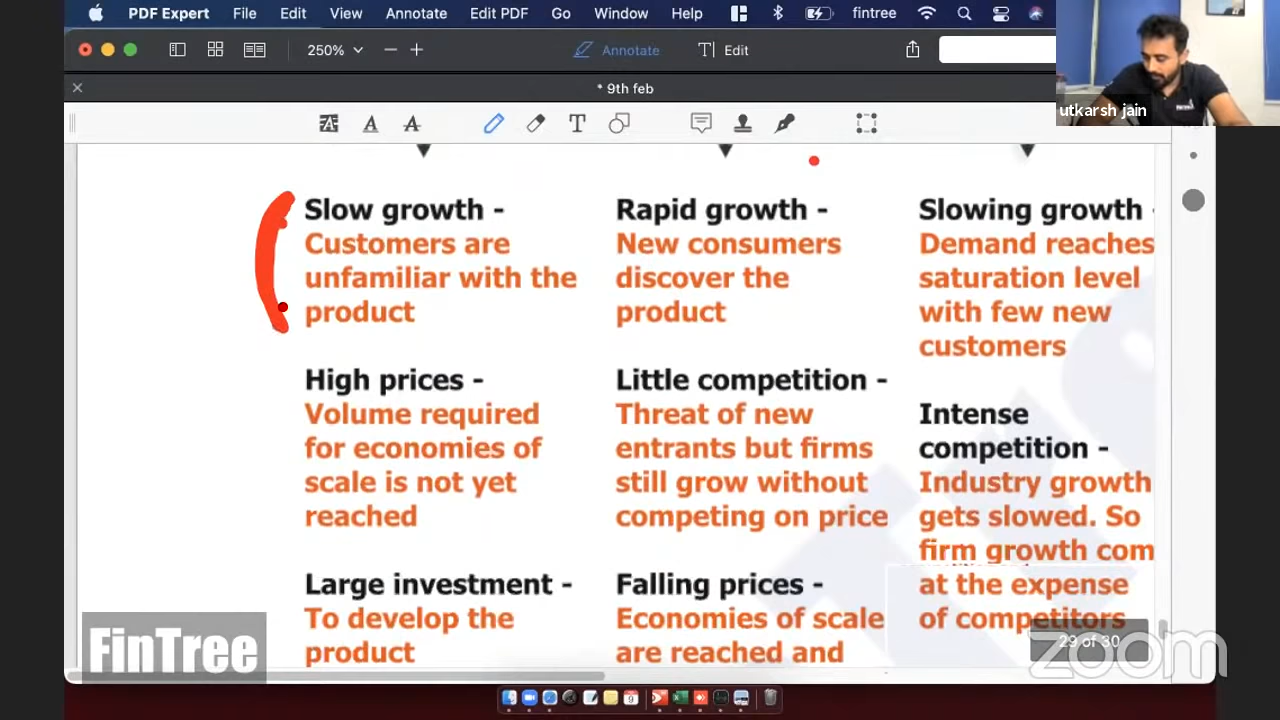 PDF Expert File Edit View Annotate Edit PDF Go Window Help fintree
250% Annotate T Edit
* 9th feb
A A A T
utkarsh jain
Slow growth -
Customers are
unfamiliar with the
product
High prices -
Volume required
for economies of
scale is not yet
reached
Large investment -
To develop the
product
Rapid growth -
New consumers
discover the
product
Little competition -
Threat of new
entrants but firms
still grow without
competing on price
Falling prices -
Economies of scale
are reached and
Slowing growth -
Demand reaches
saturation level
with few new
customers
Intense
competition -
Industry growth
gets slowed. So
firm growth com
at the expense
of competitors
29 of 30
FinTree
zoom